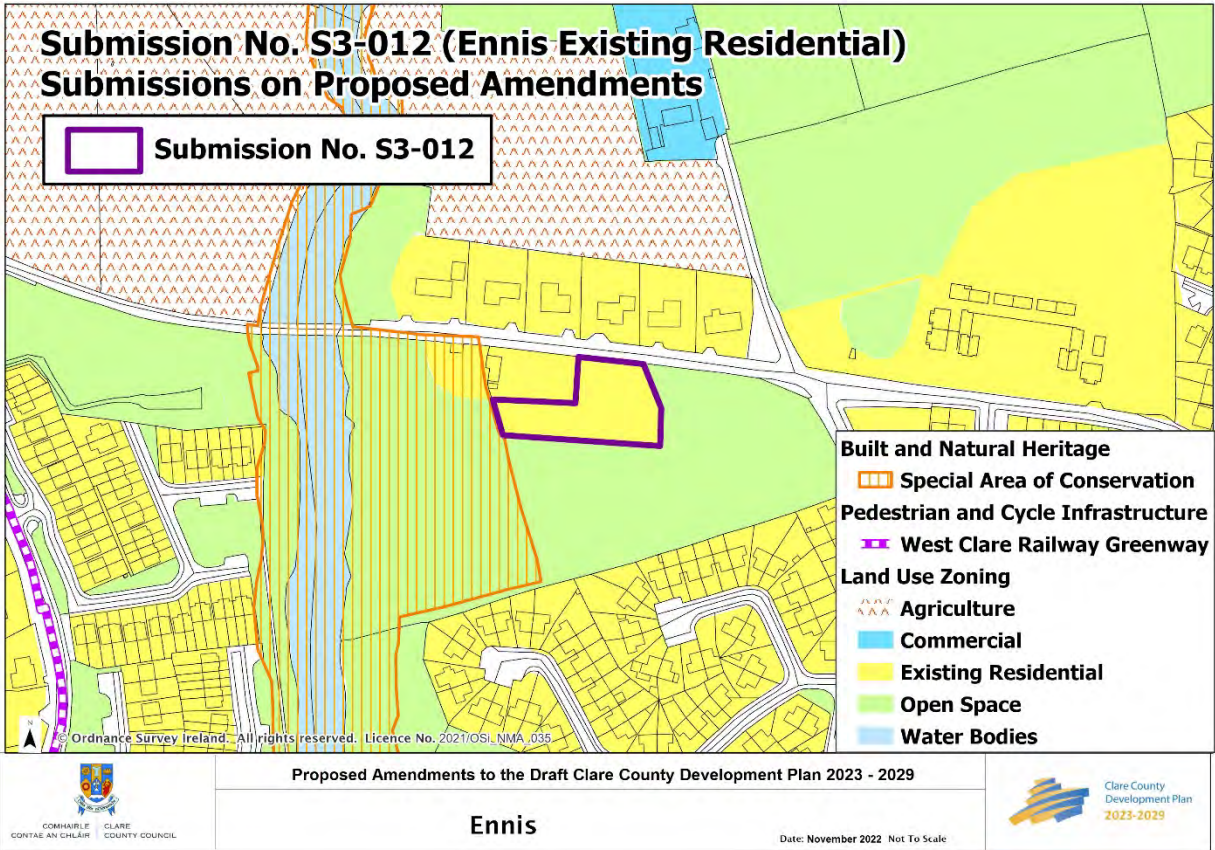 Submission No. S3-012 (Ennis Existing Residential)
Submissions on Proposed Amendments
Submission No. S3-012
Built and Natural Heritage
Special Area of Conservation
Pedestrian and Cycle Infrastructure
West Clare Railway Greenway
Land Use Zoning
Agriculture
Commercial
Existing Residential
Open Space
Water Bodies
N
© Ordnance Survey Ireland. All rights reserved. Licence No. 2021/OSi_NMA_035
Proposed Amendments to the Draft Clare County Development Plan 2023 - 2029
Ennis
Date: November 2022 Not To Scale
COMHAIRLE CLARE
CONTAE AN CHLÁIR COUNTY COUNCIL
Clare County
Development Plan
2023-2029